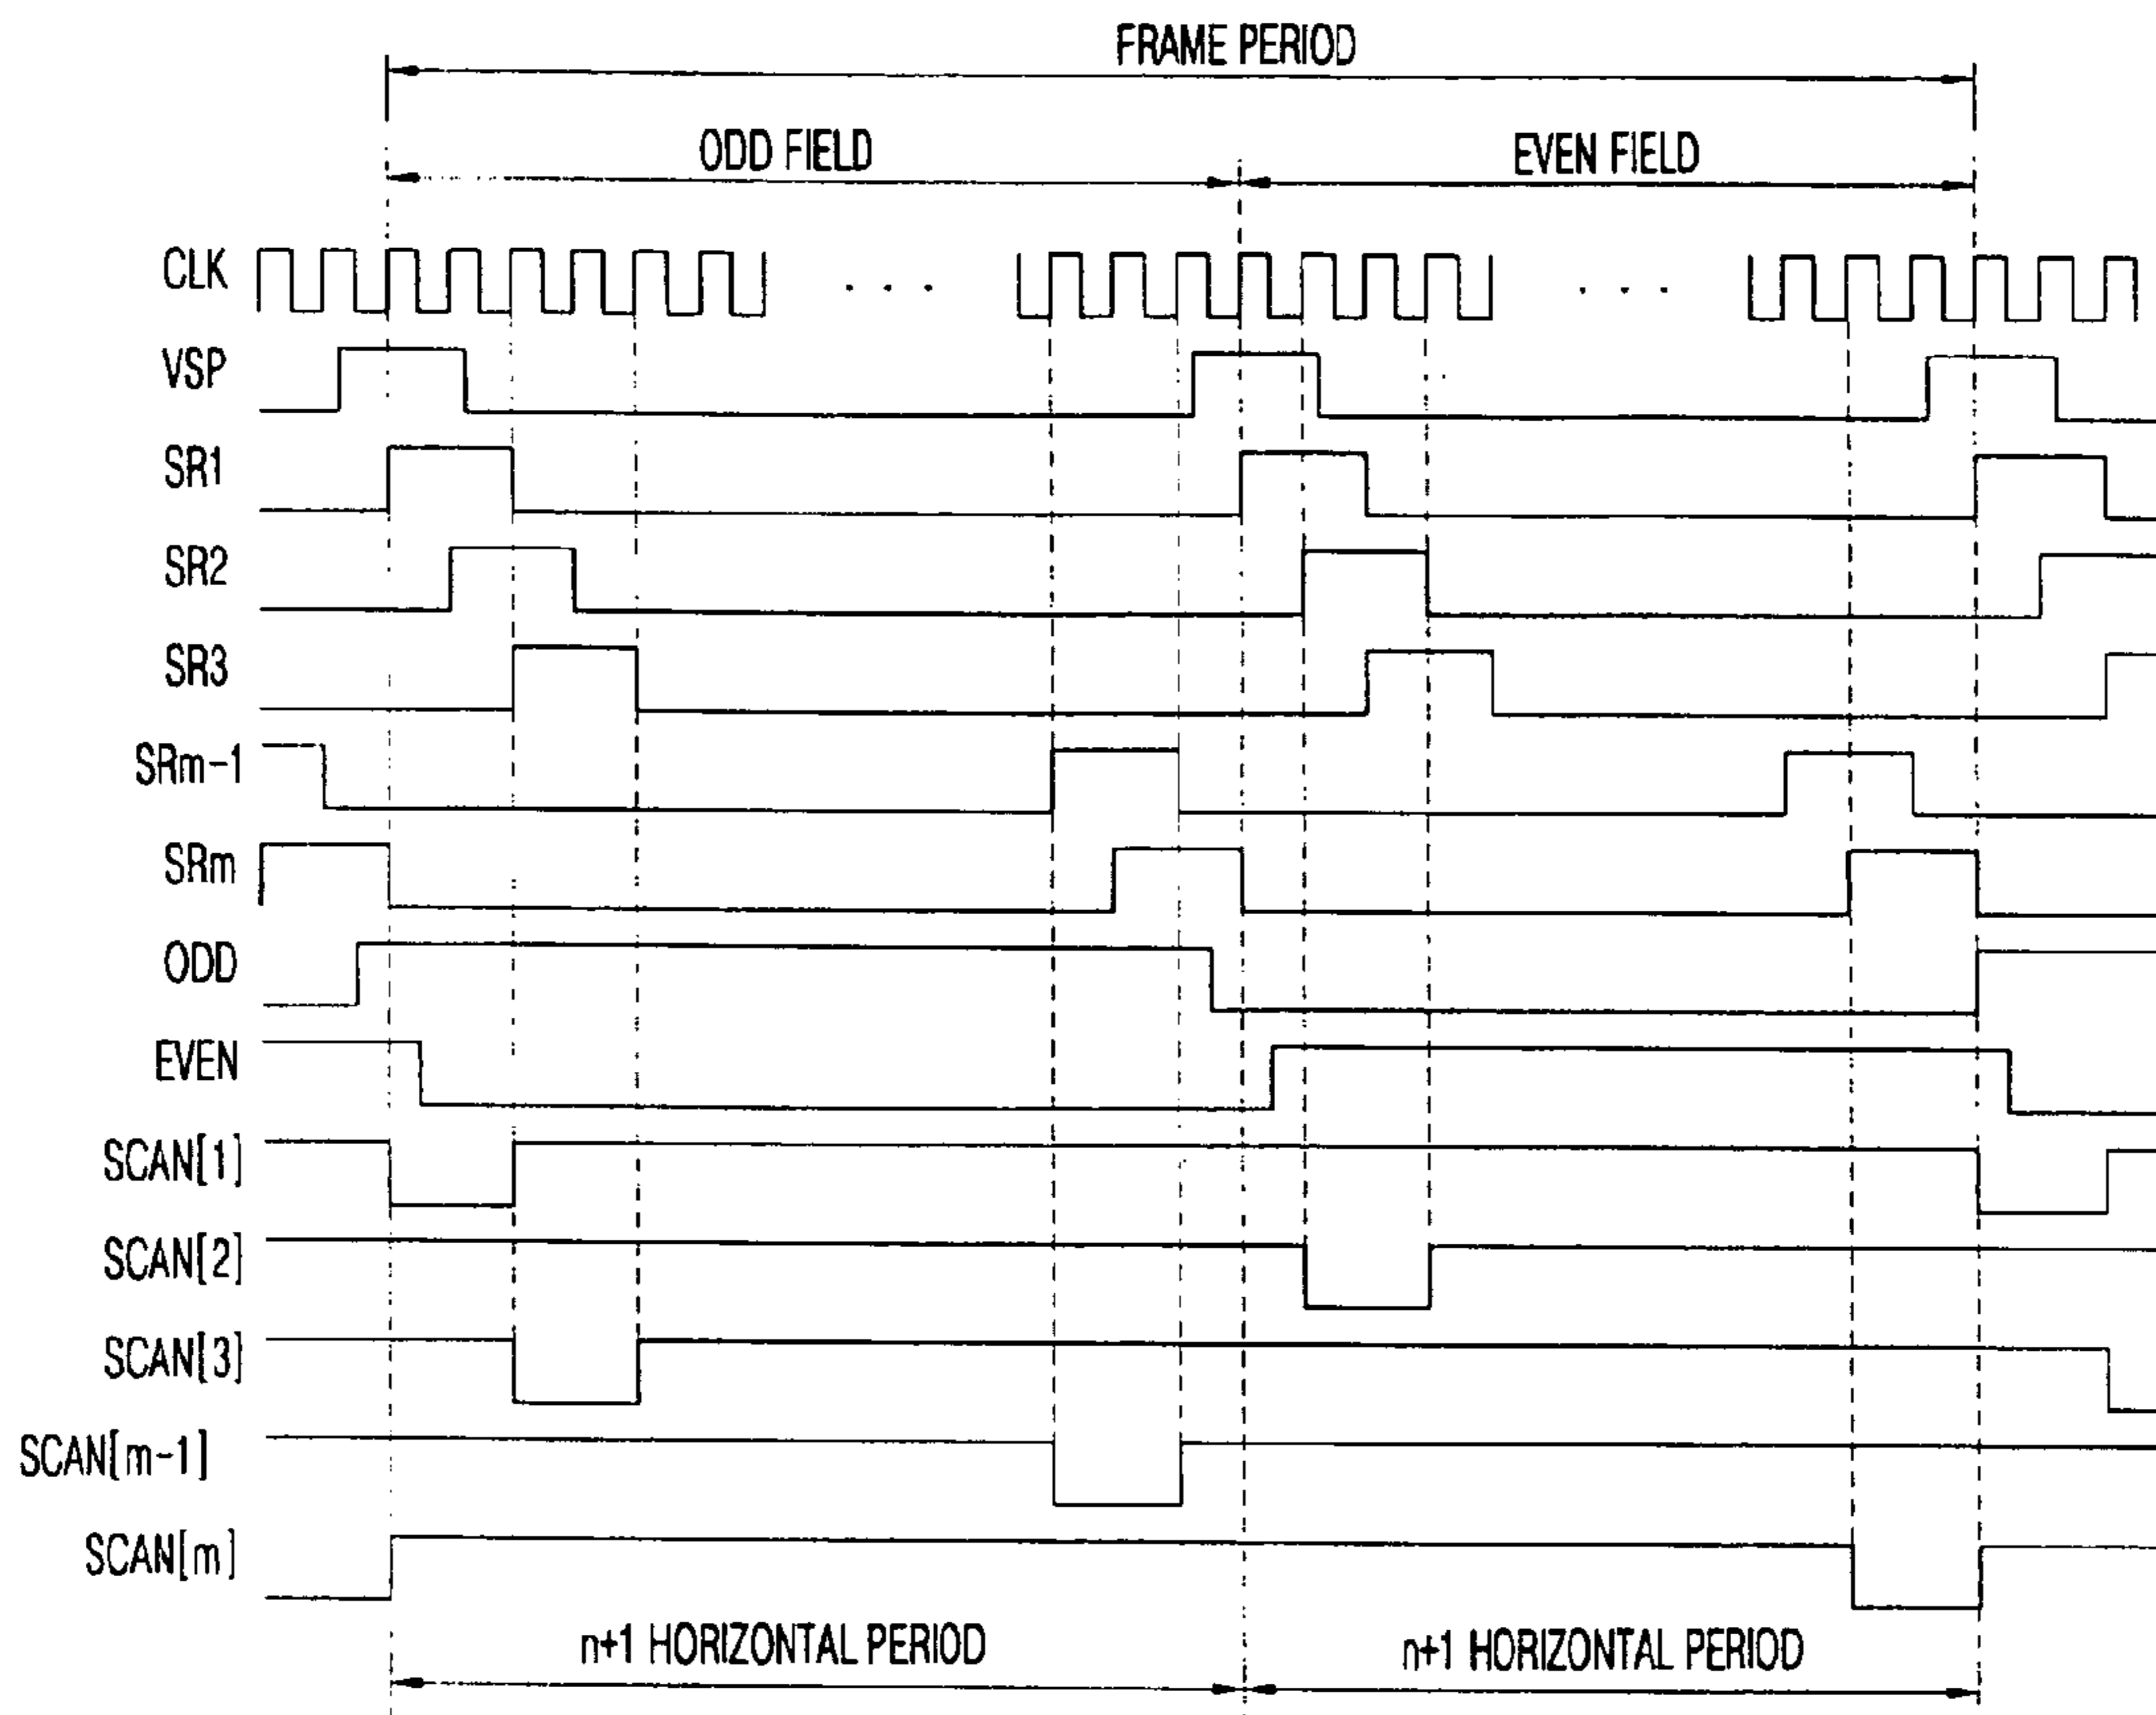 FRAME PERIOD
ODD FIELD
EVEN FIELD
CLK
VSP
SR1
SR2
SR3
SRm-1
SRm
ODD
EVEN
SCAN[1]
SCAN[2]
SCAN[3]
SCAN[m-1]
SCAN[m]
n+1 HORIZONTAL PERIOD
n+1 HORIZONTAL PERIOD